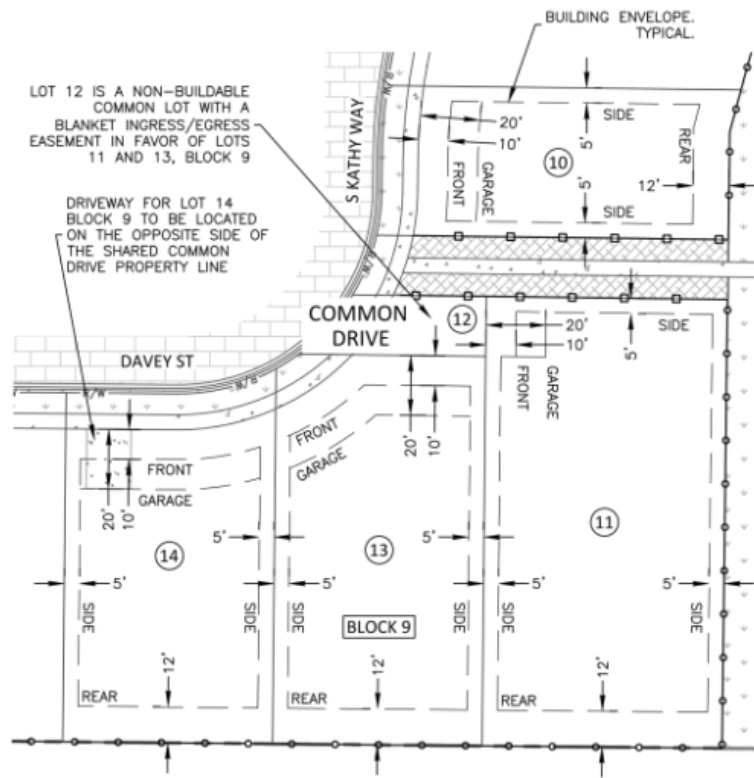 BUILDING ENVELOPE.
TYPICAL.
LOT 12 IS A NON-BUILDABLE
COMMON LOT WITH A
BLANKET INGRESS/EGRESS
EASEMENT IN FAVOR OF LOTS
11 AND 13, BLOCK 9
DRIVEWAY FOR LOT 14
BLOCK 9 TO BE LOCATED
ON THE OPPOSITE SIDE OF
THE SHARED COMMON
DRIVE PROPERTY LINE
S KATHY WAY
R/W
20'
10'
FRONT
GARAGE
10
5'
SIDE
REAR
12'
5'
SIDE
COMMON
DRIVE
12
20'
10'
FRONT
GARAGE
5'
SIDE
DAVEY ST
R/W
R/W
FRONT
GARAGE
20'
10'
FRONT
GARAGE
20'
10'
14
5'
5'
SIDE
SIDE
12'
REAR
13
5'
5'
SIDE
SIDE
BLOCK 9
12'
REAR
11
5'
5'
SIDE
SIDE
12'
REAR